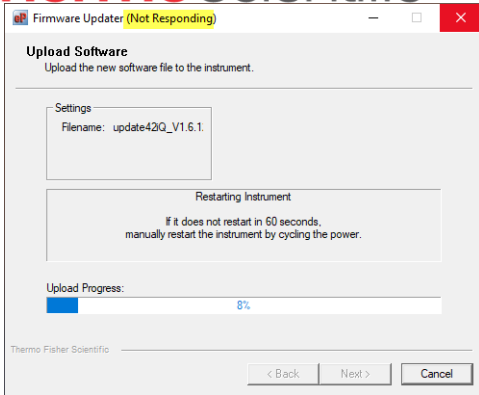 Firmware Updater (Not Responding)
Upload Software
Upload the new software file to the instrument.
Settings
Filename: update42iQ_V1.6.1.
Restarting Instrument
If it does not restart in 60 seconds,
manually restart the instrument by cycling the power.
Upload Progress:
8%
Thermo Fisher Scientific
< Back Next > Cancel